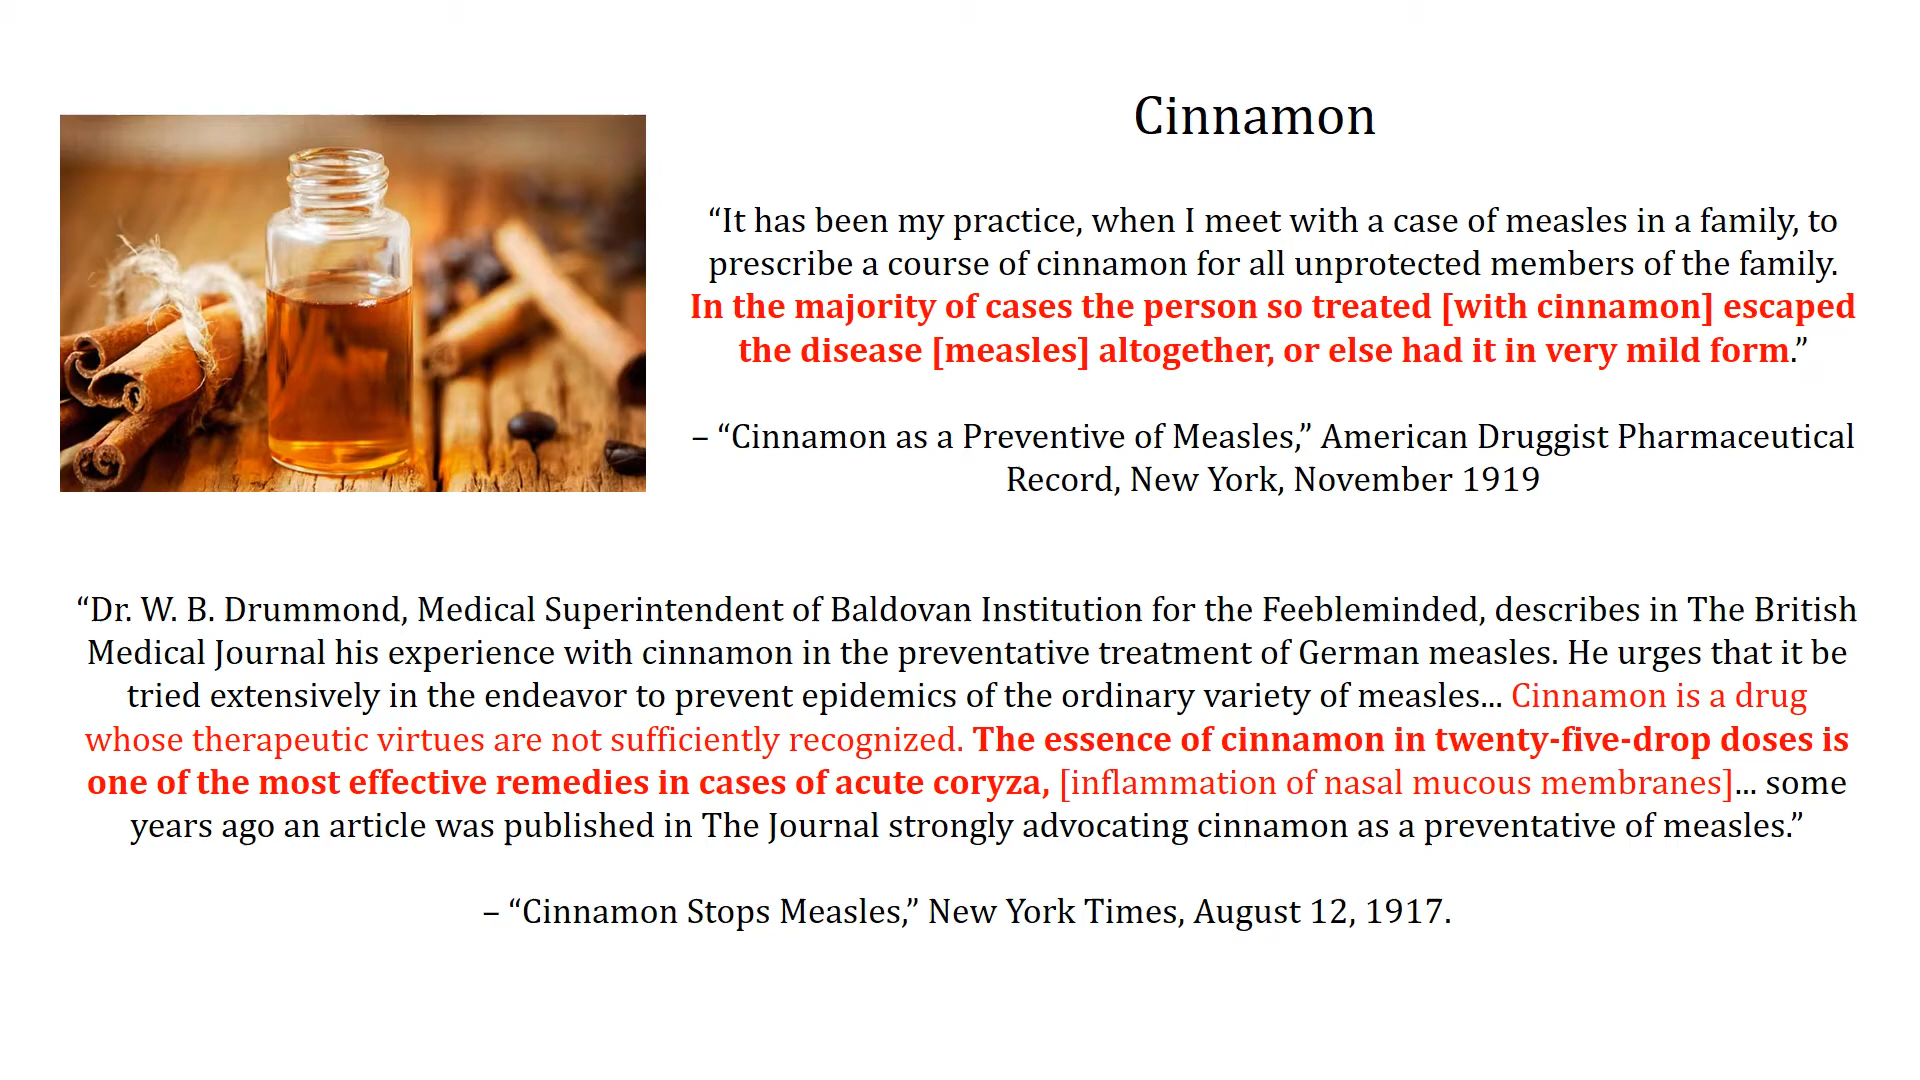 Cinnamon
“It has been my practice, when I meet with a case of measles in a family, to
prescribe a course of cinnamon for all unprotected members of the family.
In the majority of cases the person so treated [with cinnamon] escaped
the disease [measles] altogether, or else had it in very mild form.”
– “Cinnamon as a Preventive of Measles,” American Druggist Pharmaceutical
Record, New York, November 1919
“Dr. W. B. Drummond, Medical Superintendent of Baldovan Institution for the Feebleminded, describes in The British
Medical Journal his experience with cinnamon in the preventative treatment of German measles. He urges that it be
tried extensively in the endeavor to prevent epidemics of the ordinary variety of measles... Cinnamon is a drug
whose therapeutic virtues are not sufficiently recognized. The essence of cinnamon in twenty-five-drop doses is
one of the most effective remedies in cases of acute coryza, [inflammation of nasal mucous membranes]... some
years ago an article was published in The Journal strongly advocating cinnamon as a preventative of measles.”
– “Cinnamon Stops Measles,” New York Times, August 12, 1917.